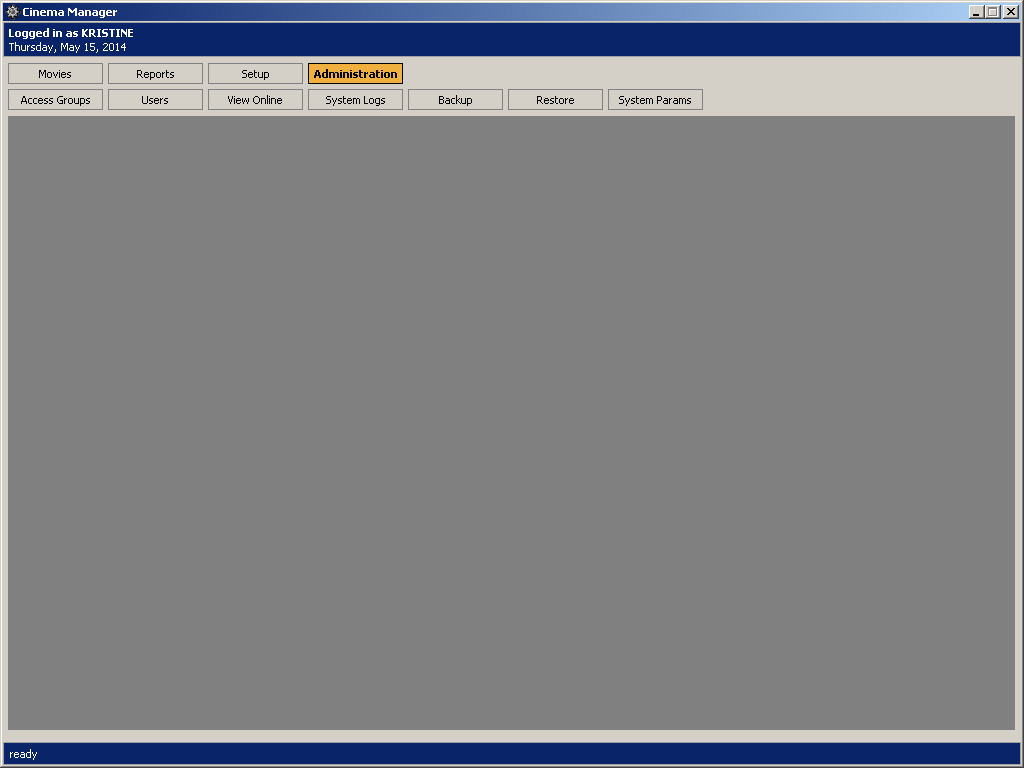 Cinema Manager
Logged in as KRISTINE
Thursday, May 15, 2014
Movies Reports Setup Administration
Access Groups Users View Online System Logs Backup Restore System Params
ready